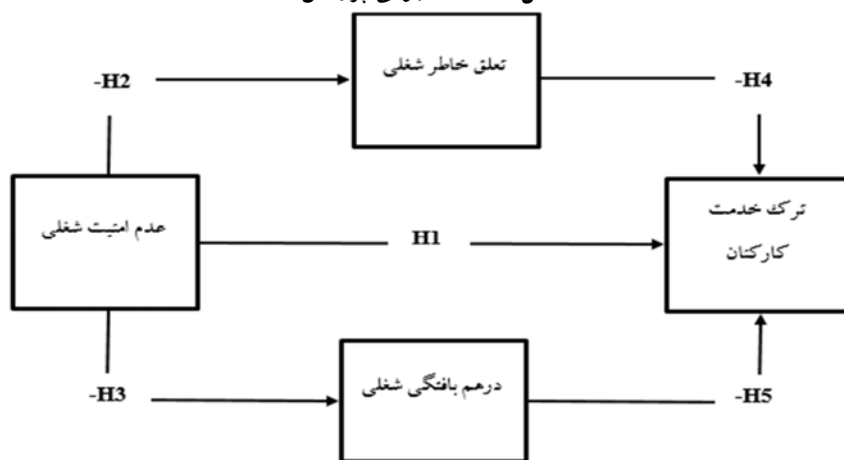 تعلق خاطر شغلی
-H2
-H4
عدم امنیت شغلی
H1
ترک خدمت
کارکنان
درهم بافتگی شغلی
-H3
-H5